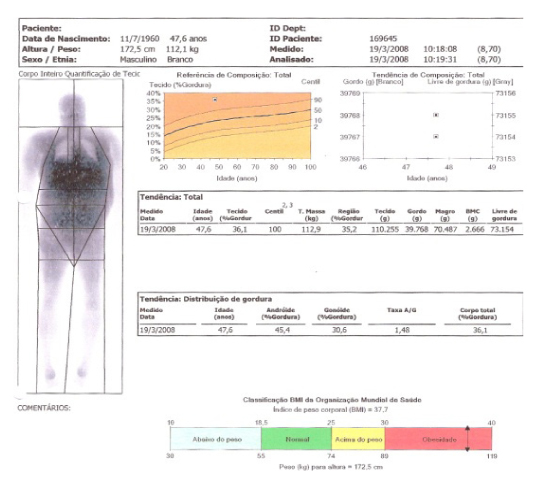 Paciente: ID Dept:
Data de Nascimento: 11/7/1960 47,6 anos ID Paciente: 169645
Altura / Peso: 172,5 cm 112,1 kg Medido: 19/3/2008 10:18:08 (8,70)
Sexo / Etnia: Masculino Branco Analisado: 19/3/2008 10:19:31 (8,70)
Corpo Inteiro Quantificação de Tecic
Referência de Composição: Total
Tecido (%Gordura) Centil
40%
35%
30%
25%
20%
15%
10%
5%
0%
90
50
10
2
20 30 40 50 60 70 80 90 100
Idade (anos)
Tendência de Composição: Total
Gordo (g) [Branco] Livre de gordura (g) [Gray]
39760 73156
39768 73155
39767 73154
39766 73153
46 47 48 49
Idade (anos)
Tendência: Total
2, 3
Medido Idade Tecido Centil T. Massa Região Tecido Gordo Magro BMC Livre de
Data (anos) (%Gordur (kg) (%Gordur (g) (g) (g) (g) gordura
19/3/2008 47,6 36,1 100 112,9 35,2 110.255 39.768 70.487 2.666 73.154
Tendência: Distribuição de gordura
Medido Idade Andróide Ganóide Taxa A/G Corpo total
Data (anos) (%Gordura) (%Gordura) (%Gordura)
19/3/2008 47,6 45,4 30,6 1,48 36,1
COMENTÁRIOS:
Classificação BMI da Organização Mundial da Saúde
Índice de peso corporal (BMI) = 37,7
18 18,5 25 30 40
Abaixo do peso Normal Acima do peso Obesidade
38 55 74 89 119
Peso (kg) para altura = 172,5 cm